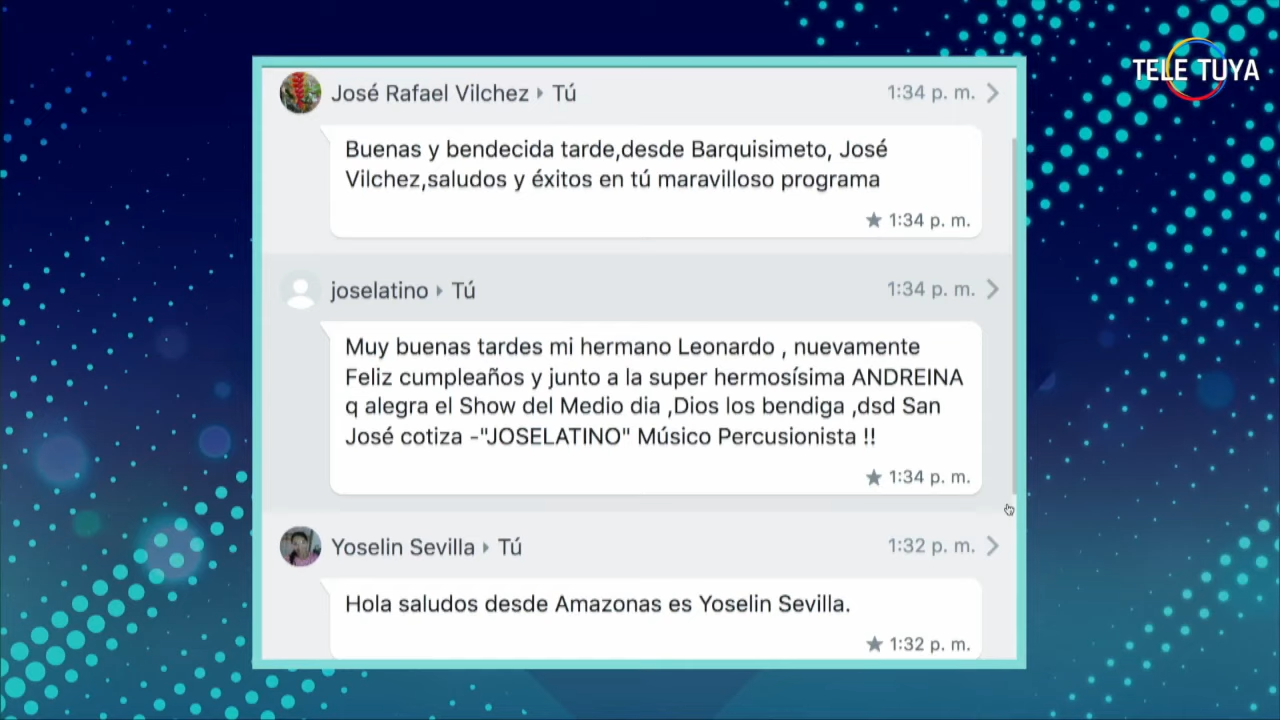 TELE TUYA
José Rafael Vilchez ▸ Tú 1:34 p. m.
Buenas y bendecida tarde,desde Barquisimeto, José
Vilchez,saludos y éxitos en tú maravilloso programa
★ 1:34 p. m.
joselatino ▸ Tú 1:34 p. m.
Muy buenas tardes mi hermano Leonardo , nuevamente
Feliz cumpleaños y junto a la super hermosísima ANDREINA
q alegra el Show del Medio dia ,Dios los bendiga ,dsd San
José cotiza -"JOSELATINO" Músico Percusionista !!
★ 1:34 p. m.
Yoselin Sevilla ▸ Tú 1:32 p. m.
Hola saludos desde Amazonas es Yoselin Sevilla.
★ 1:32 p. m.